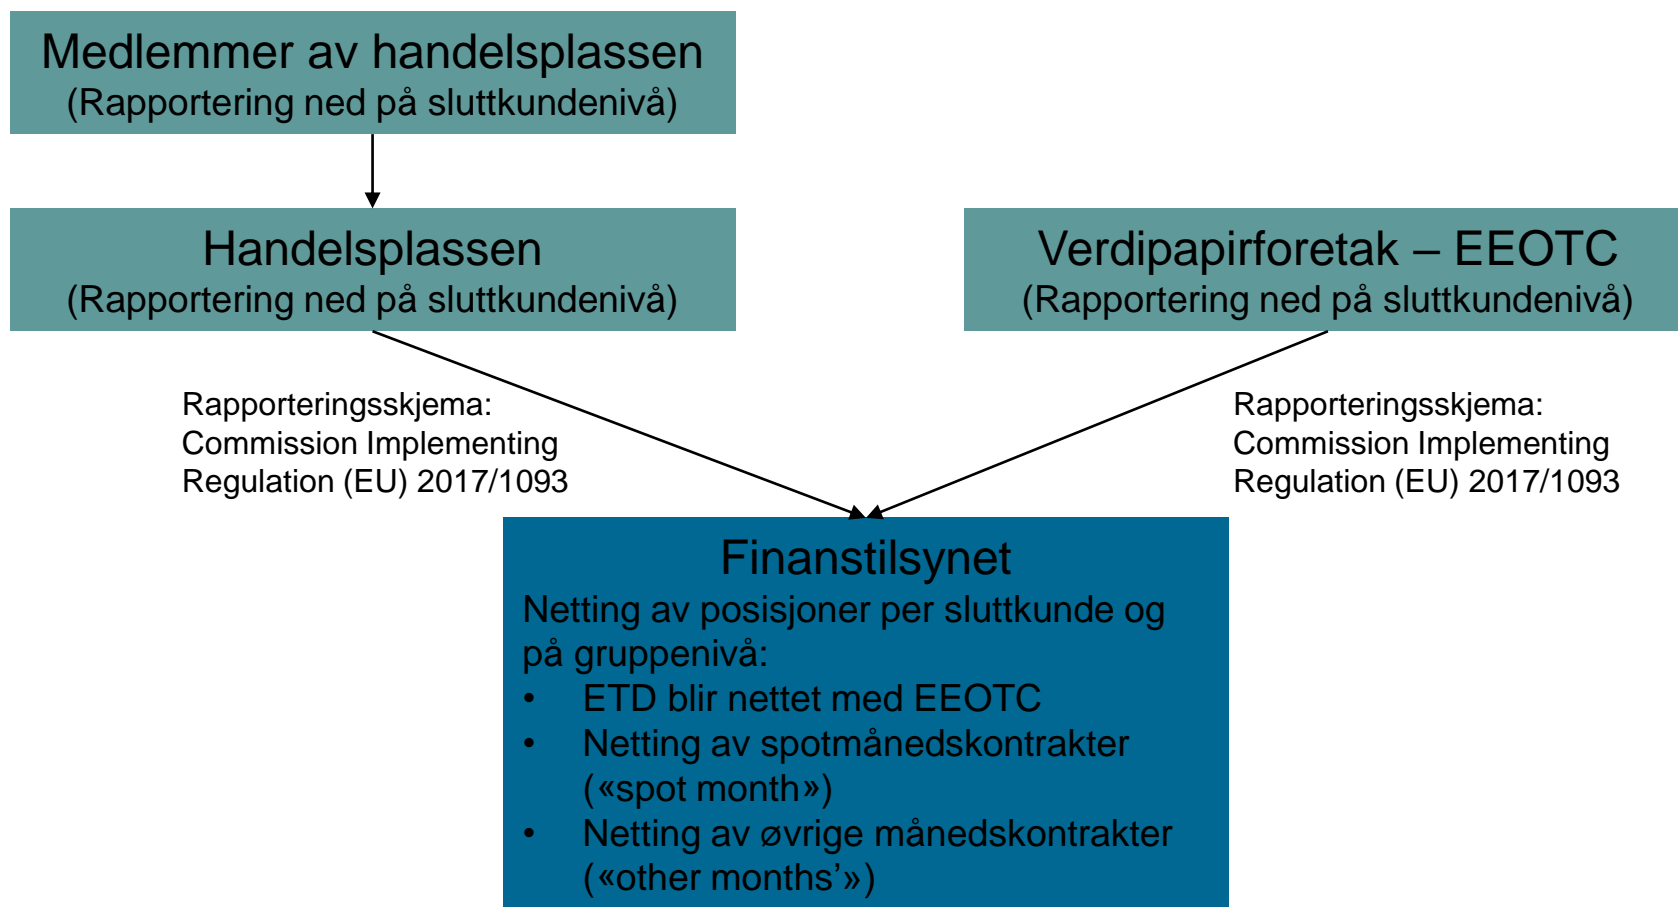 Medlemmer av handelsplassen
(Rapportering ned på sluttkundenivå)
Handelsplassen
(Rapportering ned på sluttkundenivå)
Verdipapirforetak – EEOTC
(Rapportering ned på sluttkundenivå)
Rapporteringsskjema:
Commission Implementing
Regulation (EU) 2017/1093
Rapporteringsskjema:
Commission Implementing
Regulation (EU) 2017/1093
Finanstilsynet
Netting av posisjoner per sluttkunde og
på gruppenivå:
• ETD blir nettet med EEOTC
• Netting av spotmånedskontrakter
(«spot month»)
• Netting av øvrige månedskontrakter
(«other months’»)